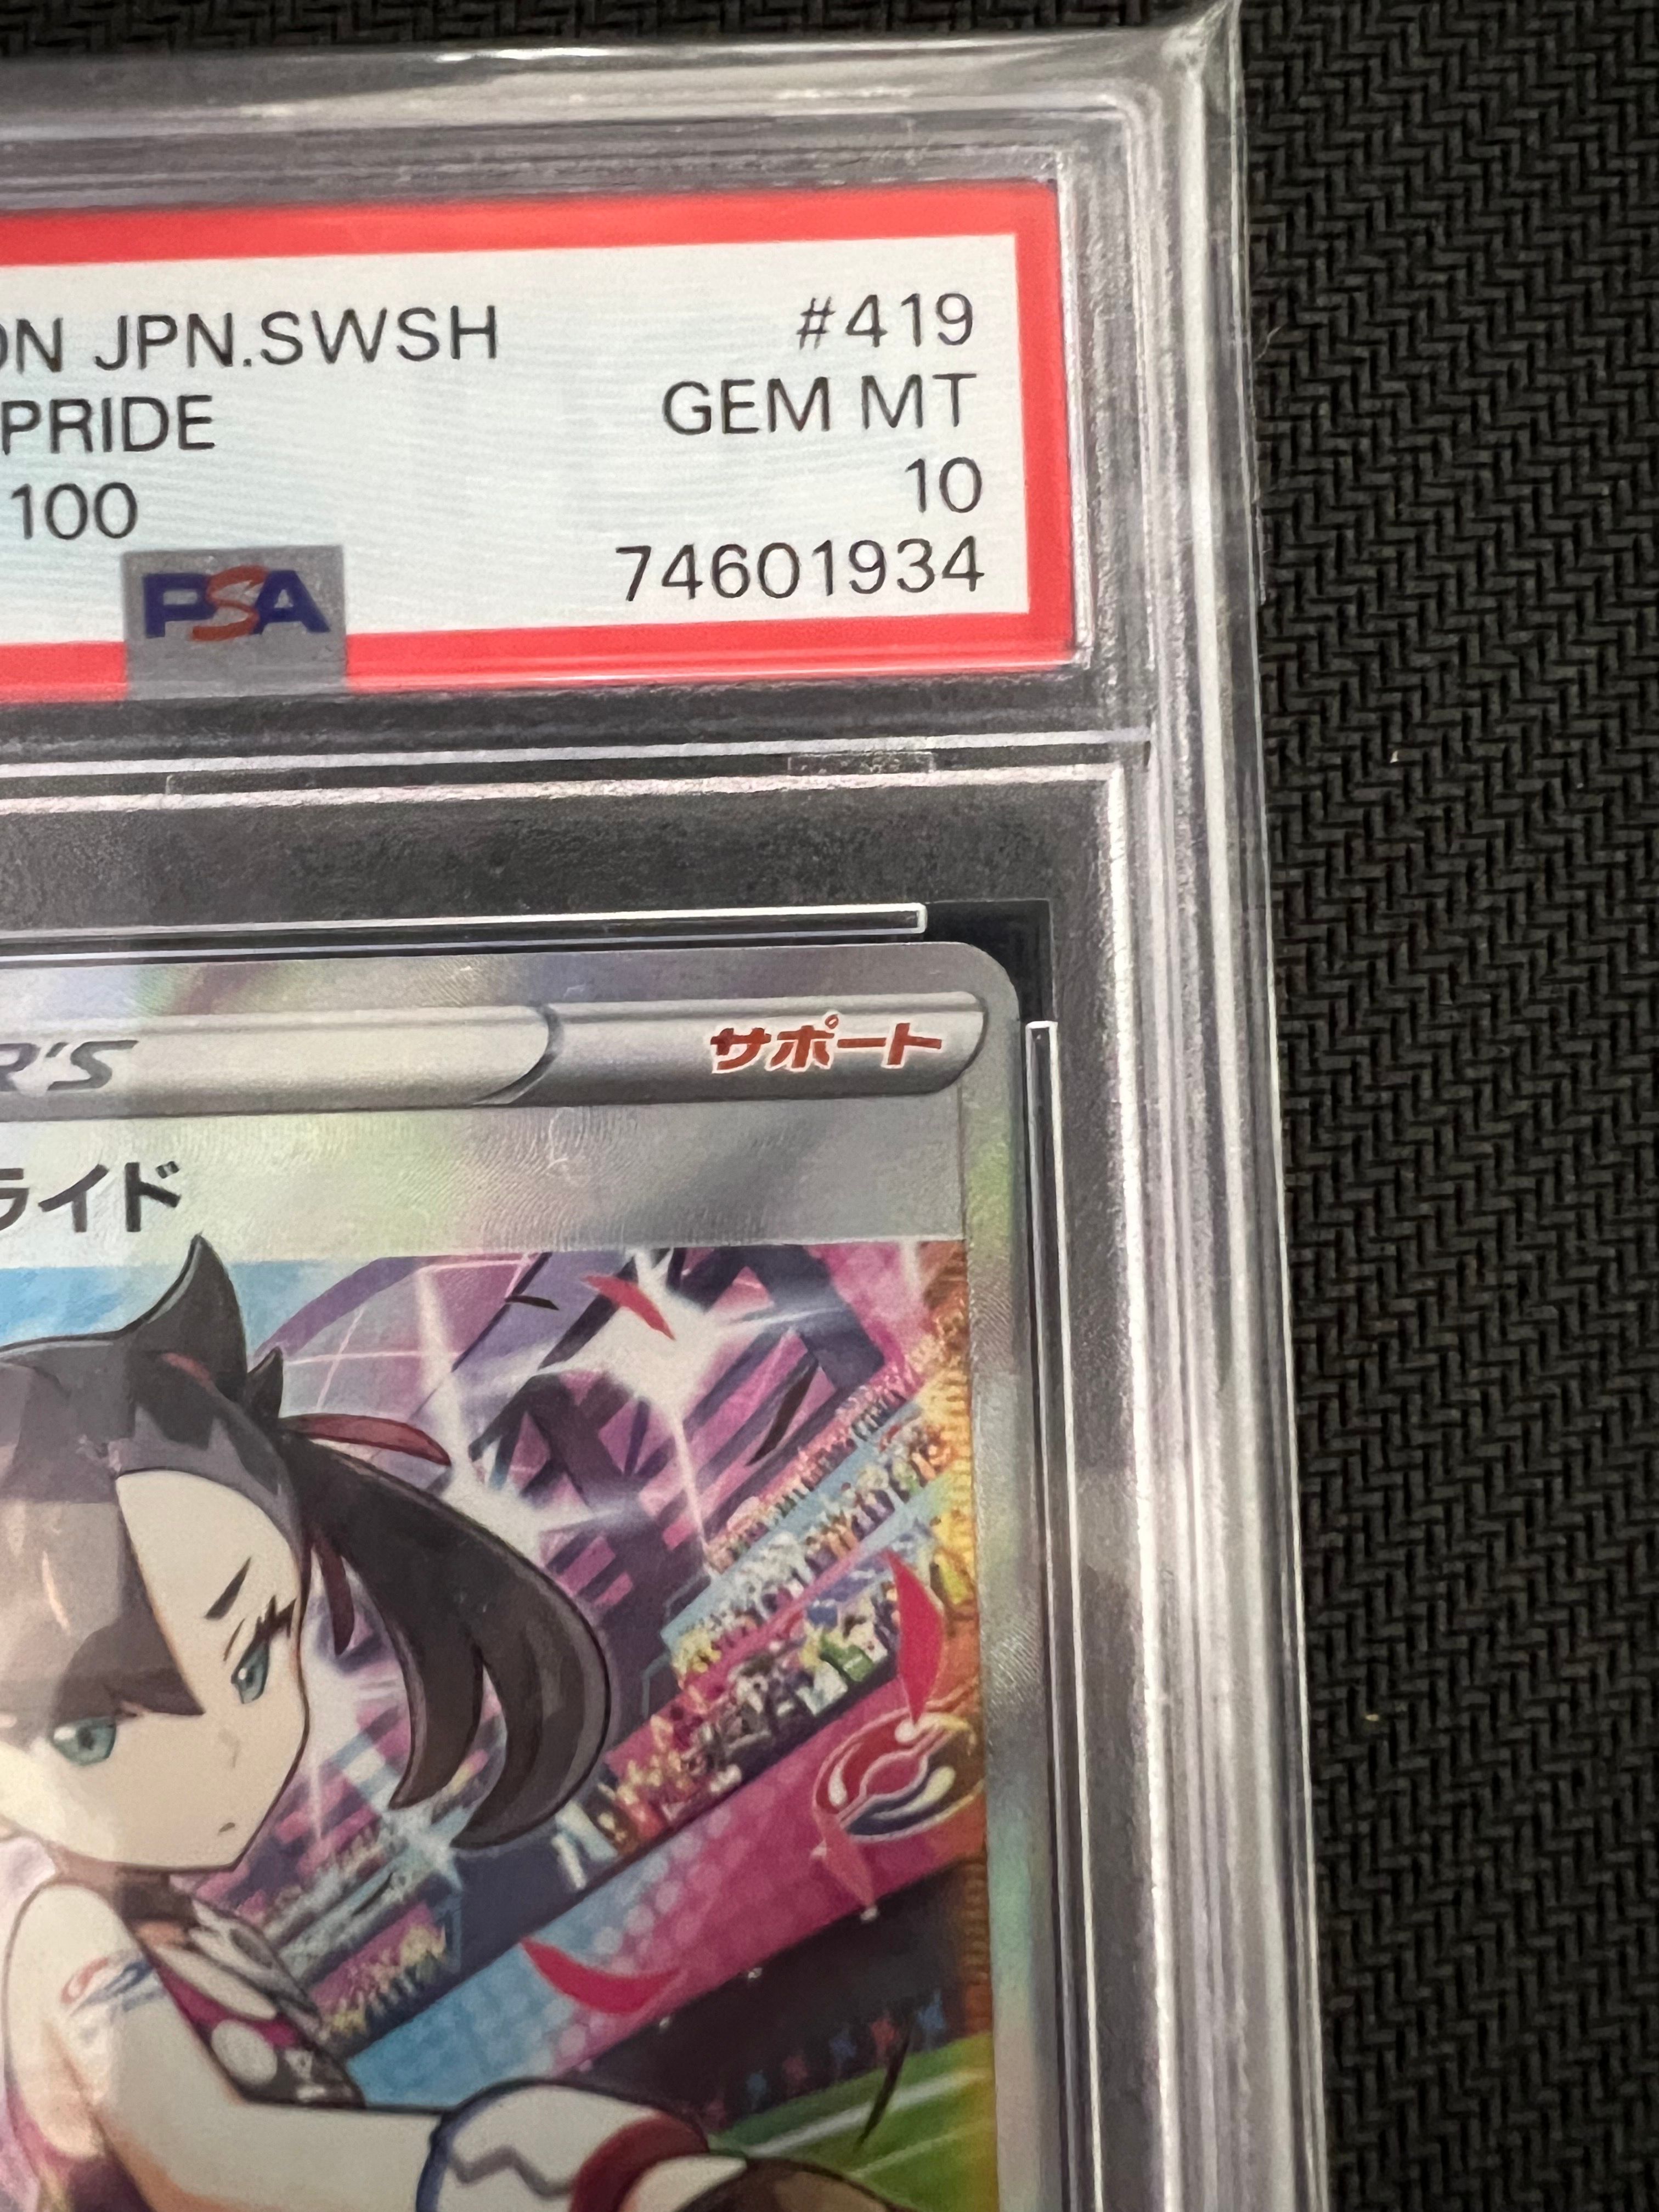 ON JPN.SWSH #419
PRIDE GEM MT
100 10
PSA 74601934
R'S サポート
ライド